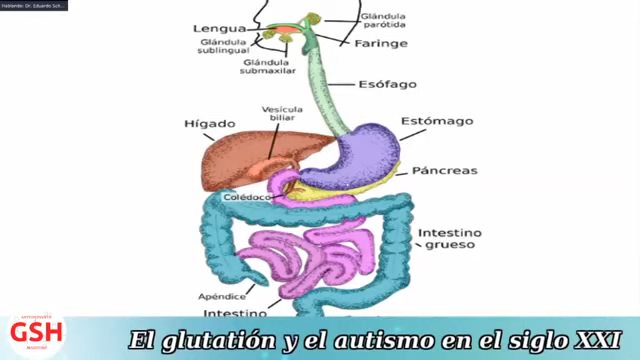 Hablando: Dr. Eduardo Sch...
Glándula
parótida
Lengua
Glándula
sublingual
Faringe
Glándula
submaxilar
Esófago
Vesícula
biliar
Hígado
Estómago
Páncreas
Colédoco
Intestino
grueso
Apéndice
Intestino
GSH
El glutatión y el autismo en el siglo XXI